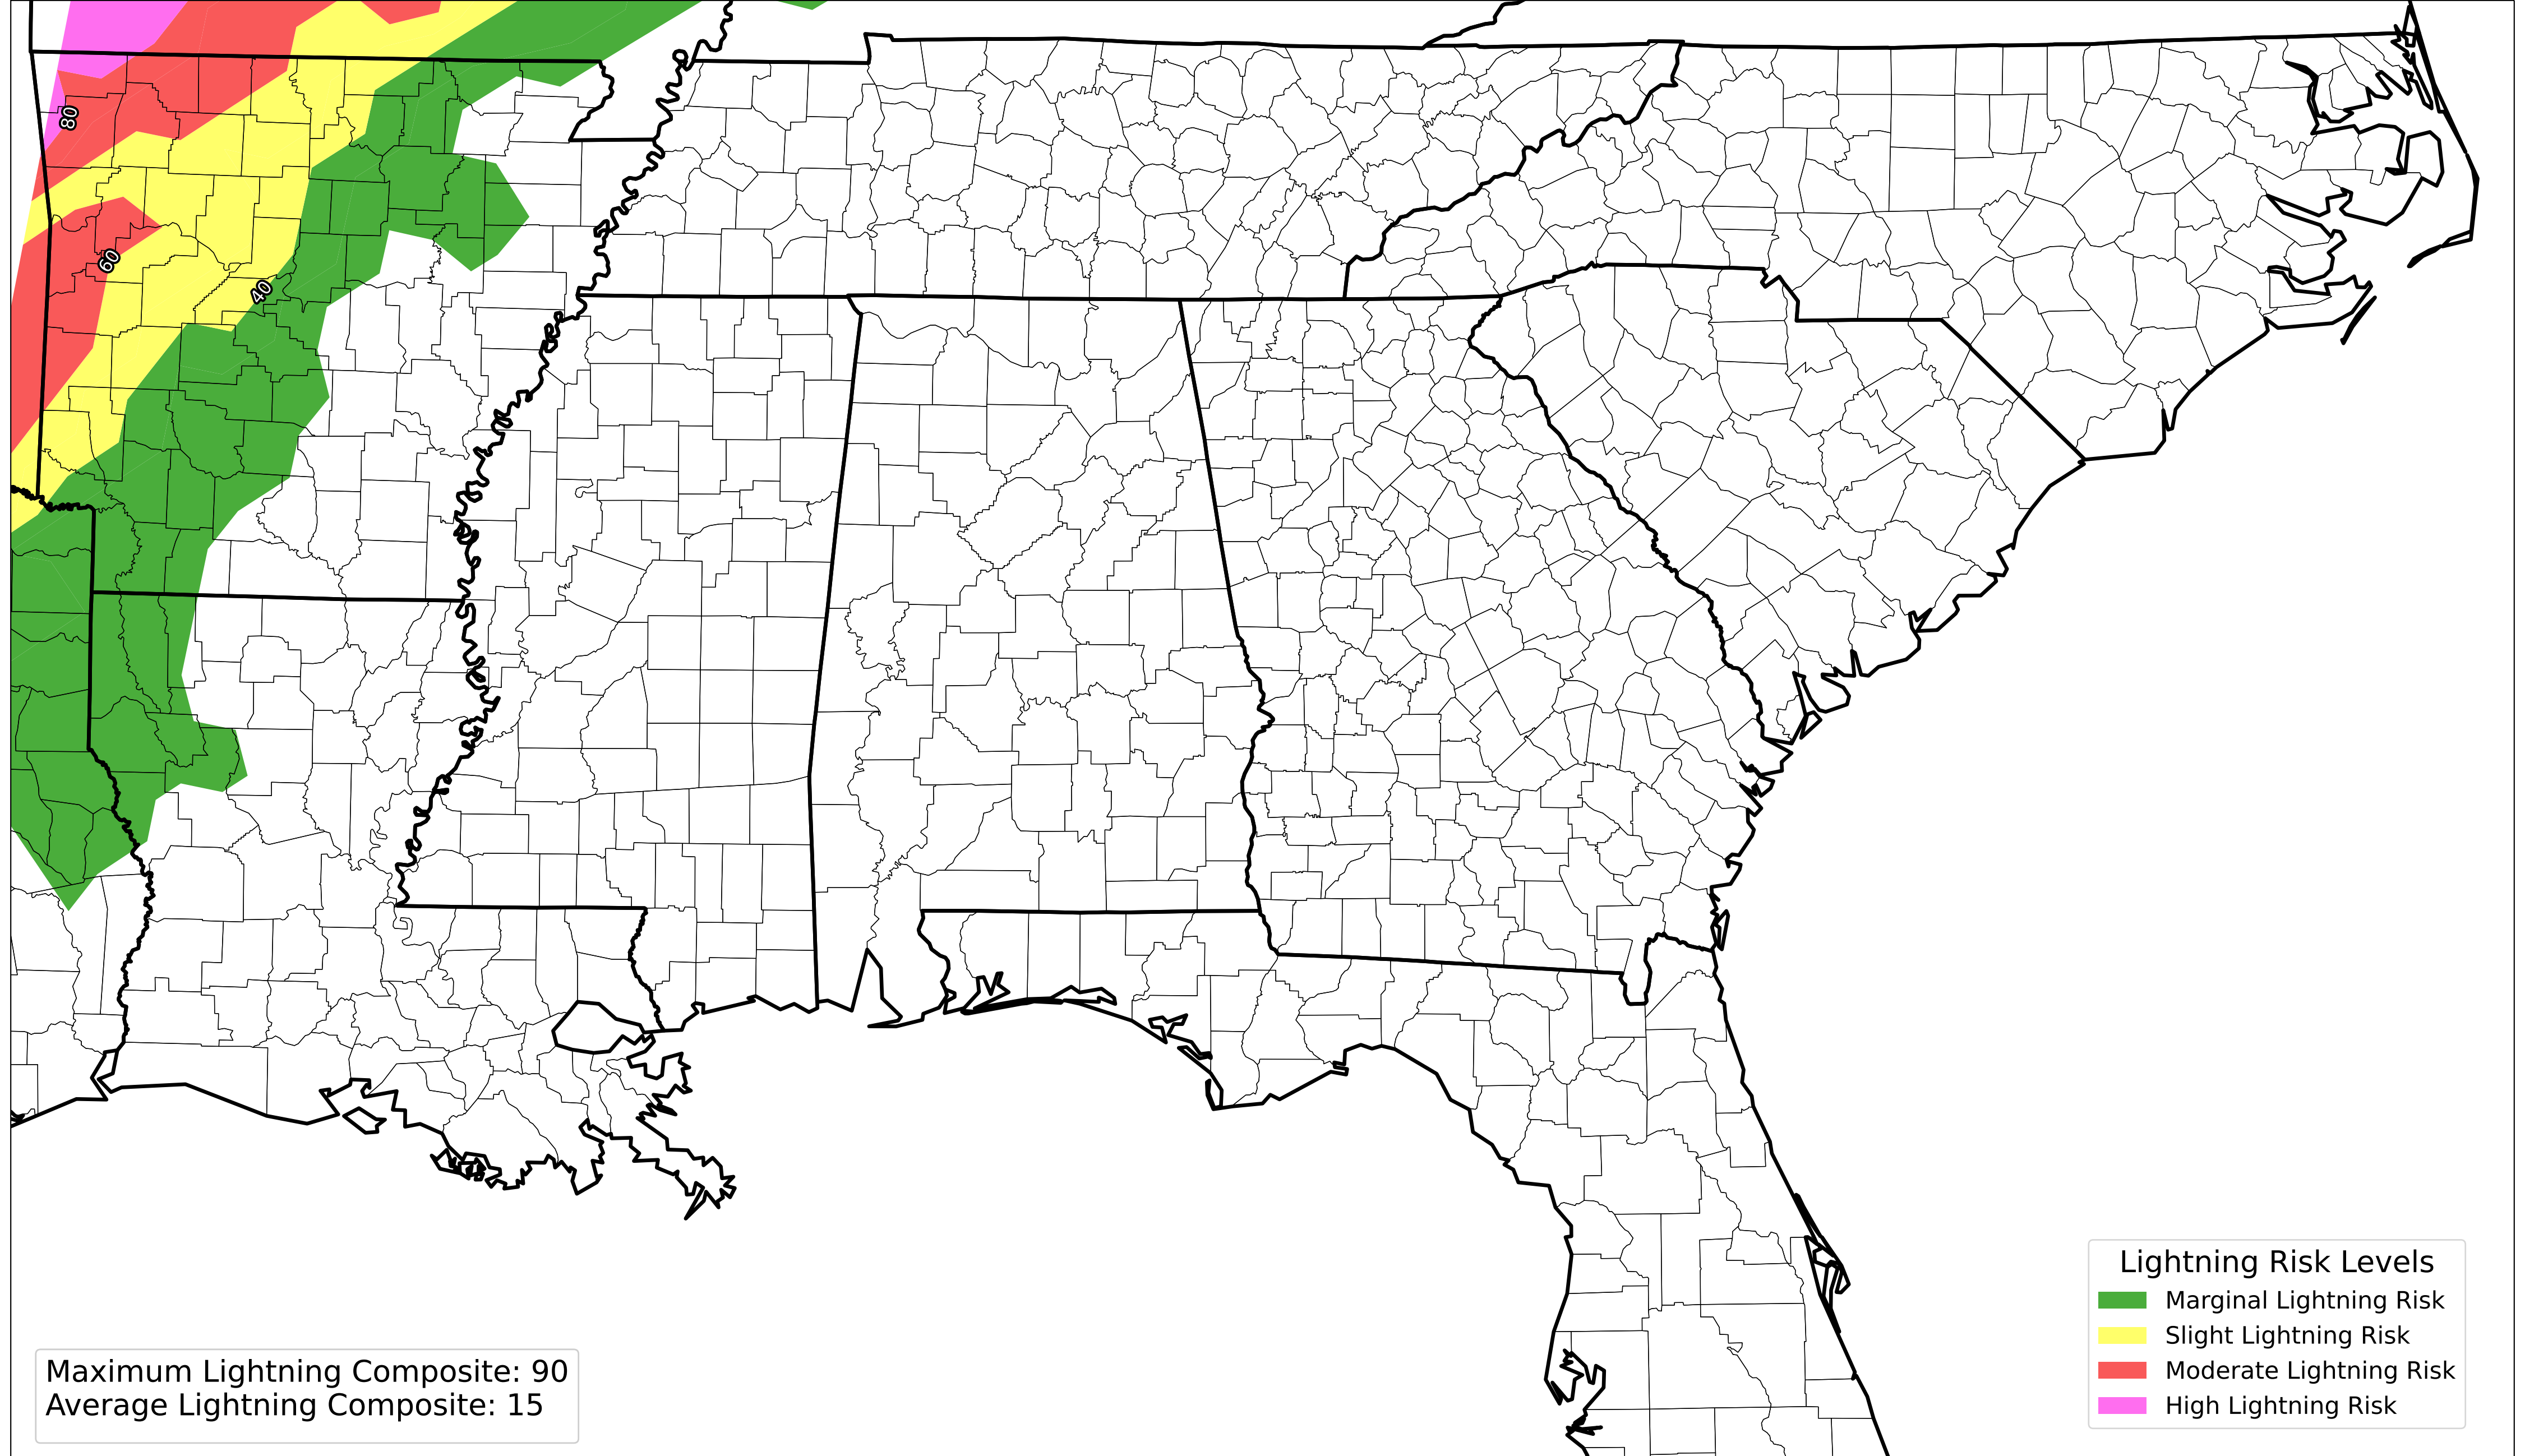 80
60
40
Lightning Risk Levels
Marginal Lightning Risk
Slight Lightning Risk
Moderate Lightning Risk
High Lightning Risk
Maximum Lightning Composite: 90
Average Lightning Composite: 15